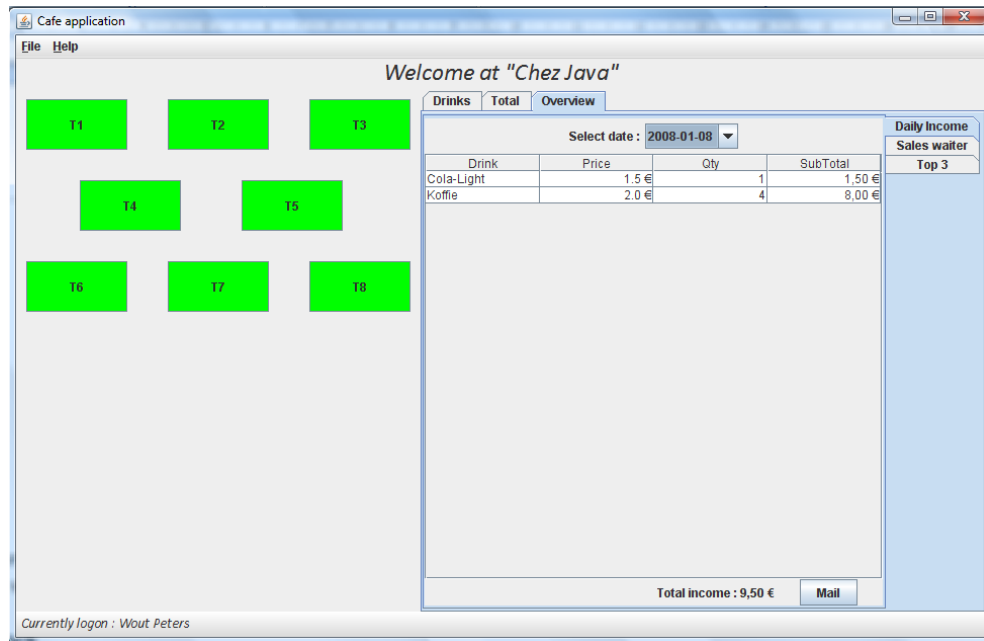 Cafe application
File Help
Welcome at "Chez Java"
T1 T2 T3
T4 T5
T6 T7 T8
Drinks Total Overview
Select date : 2008-01-08
Daily Income
Sales waiter
Top 3
Drink Price Qty SubTotal
Cola-Light 1.5 € 1 1,50 €
Koffie 2.0 € 4 8,00 €
Total income : 9,50 € Mail
Currently logon : Wout Peters